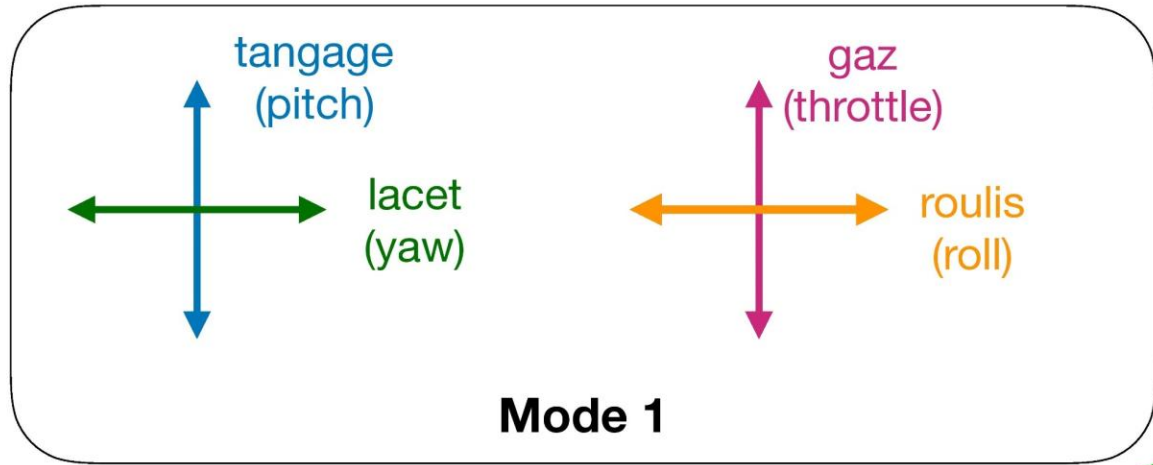 tangage
(pitch)
lacet
(yaw)
gaz
(throttle)
roulis
(roll)
Mode 1